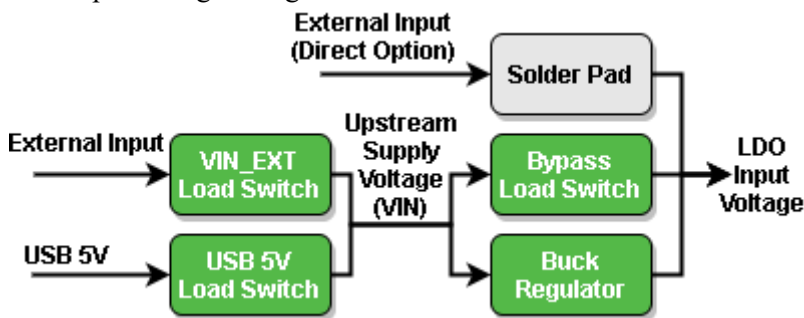 External Input
(Direct Option)
Solder Pad
External Input
VIN_EXT
Load Switch
Upstream
Supply
Voltage
(VIN)
Bypass
Load Switch
LDO
Input
Voltage
USB 5V
USB 5V
Load Switch
Buck
Regulator